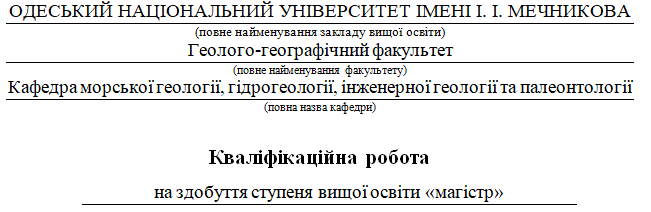 ОДЕСЬКИЙ НАЦІОНАЛЬНИЙ УНІВЕРСИТЕТ ІМЕНІ І. І. МЕЧНИКОВА
(повне найменування закладу вищої освіти)
Геолого-географічний факультет
(повне найменування факультету)
Кафедра морської геології, гідрогеології, інженерної геології та палеонтології
(повна назва кафедри)
Кваліфікаційна робота
на здобуття ступеня вищої освіти «магістр»